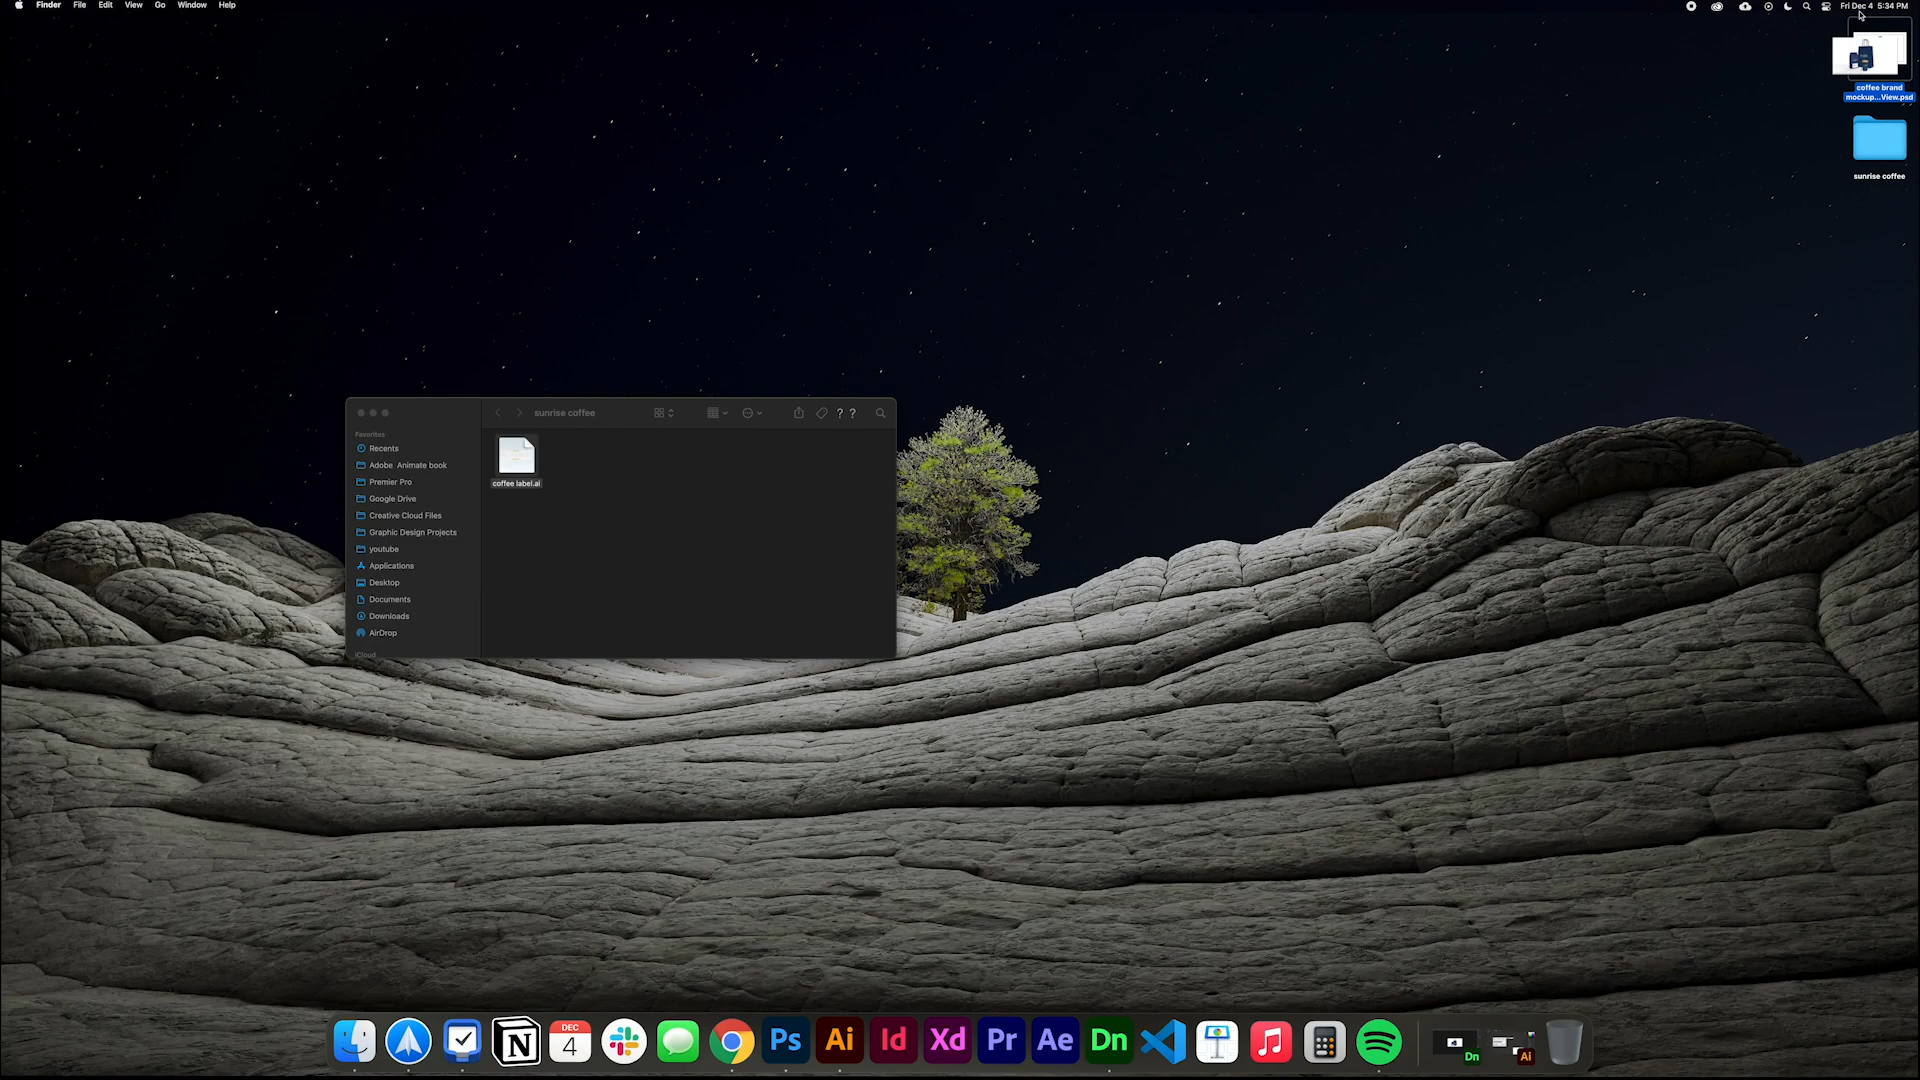 Finder File Edit View Go Window Help
Fri Dec 4 5:34 PM
coffee brand
mockup...View.psd
sunrise coffee
sunrise coffee
? ?
Favorites
Recents
Adobe Animate book
Premier Pro
Google Drive
Creative Cloud Files
Graphic Design Projects
youtube
Applications
Desktop
Documents
Downloads
AirDrop
iCloud
coffee label.ai
DEC
4
N
Ps
Ai
Id
Xd
Pr
Ae
Dn
Dn
Ai